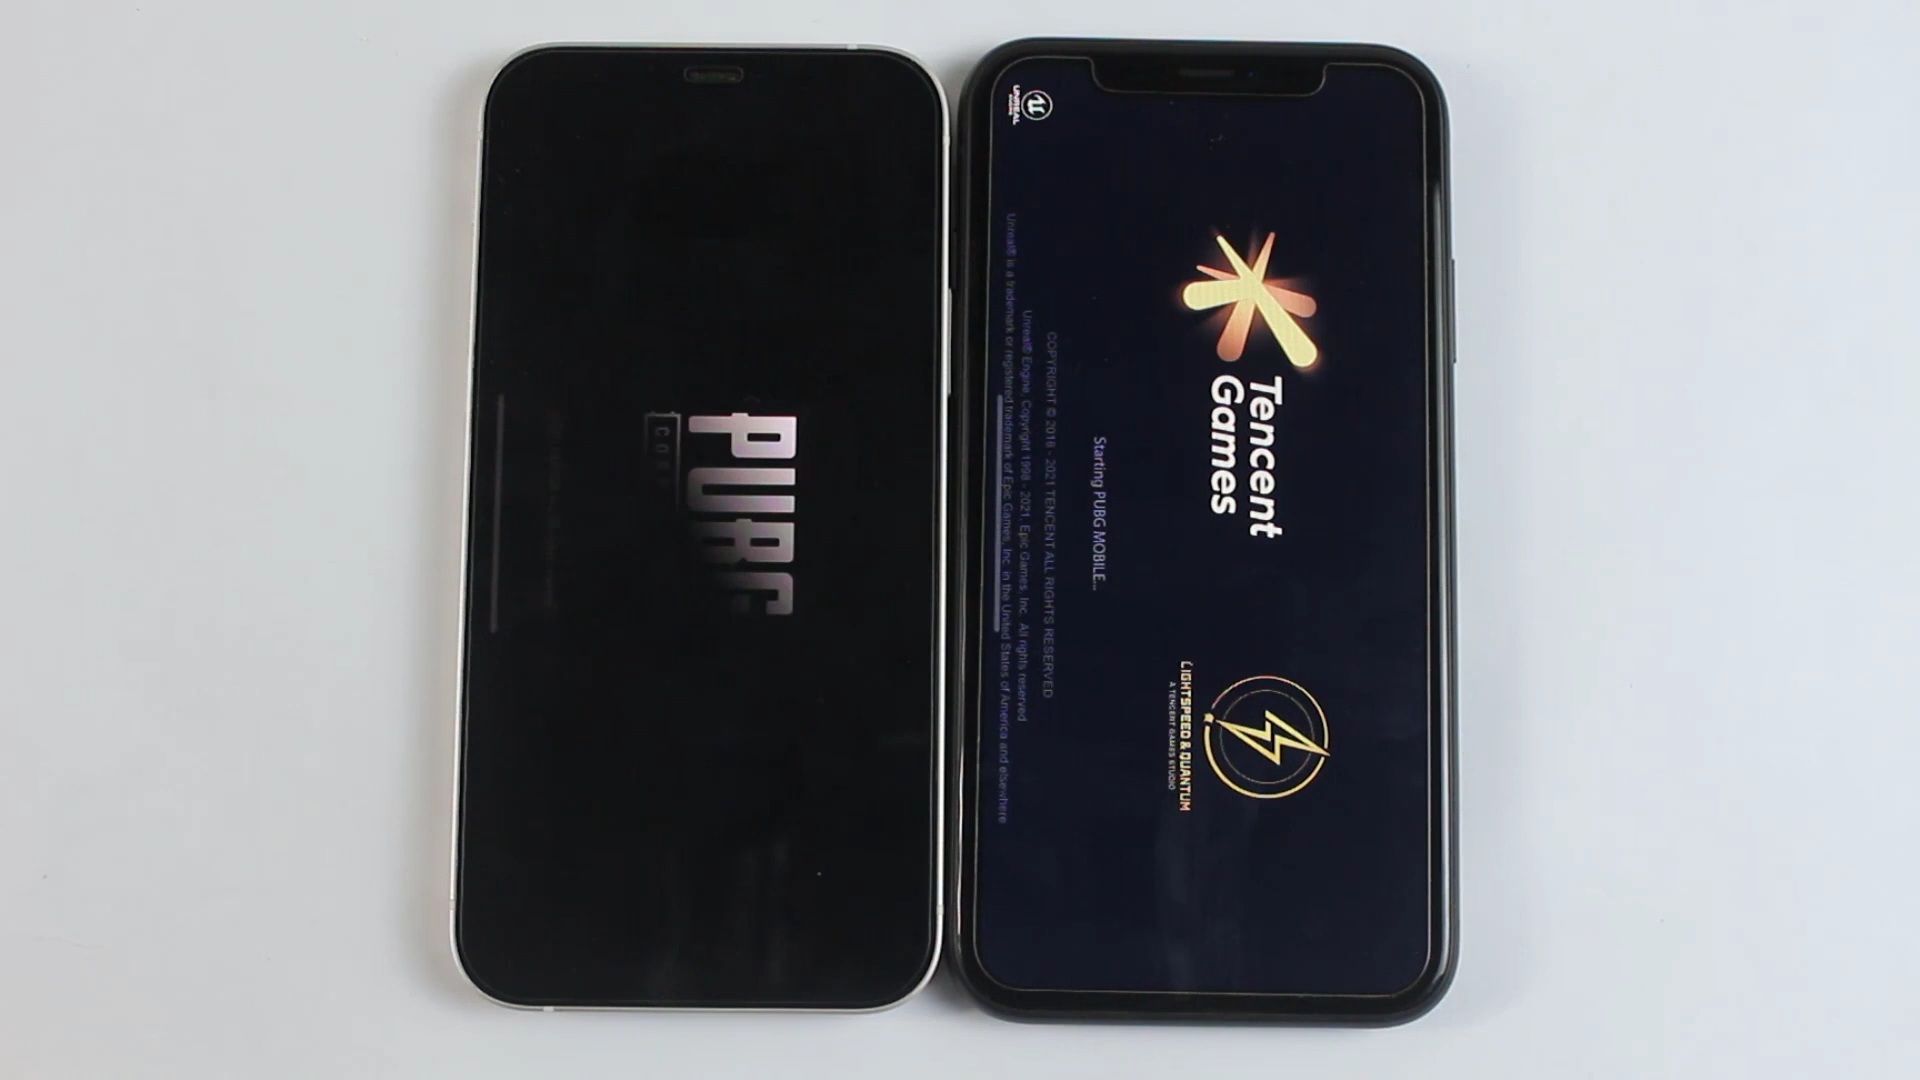 PUBG
UNREAL
Tencent
Games
LIGHTSPEED & QUANTUM
A TENCENT GAMES STUDIO
Starting PUBG MOBILE...
COPYRIGHT © 2018 - 2021 TENCENT ALL RIGHTS RESERVED
Unreal® Engine, Copyright 1998 - 2021, Epic Games, Inc. All rights reserved
Unreal® is a trademark or registered trademark of Epic Games, Inc. in the United States of America and elsewhere